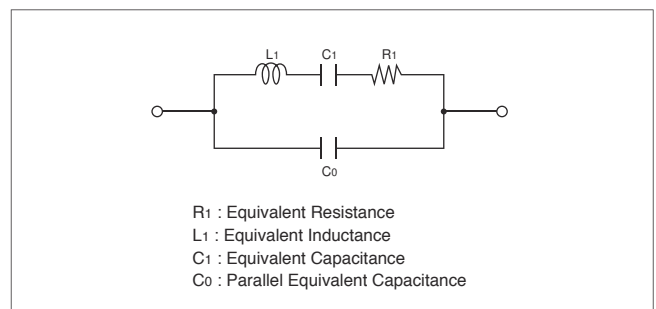 L1 C1 R1
C0
R1 : Equivalent Resistance
L1 : Equivalent Inductance
C1 : Equivalent Capacitance
C0 : Parallel Equivalent Capacitance